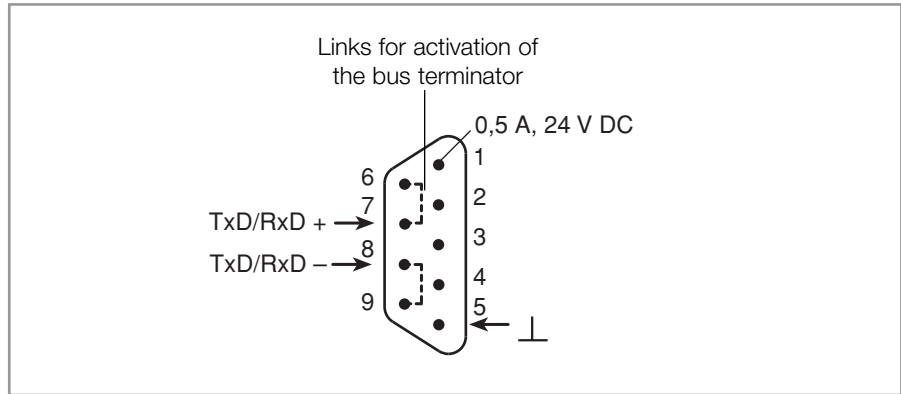 Links for activation of
the bus terminator
0,5 A, 24 V DC
1
6
2
7
TxD/RxD +
3
8
TxD/RxD –
4
9
5